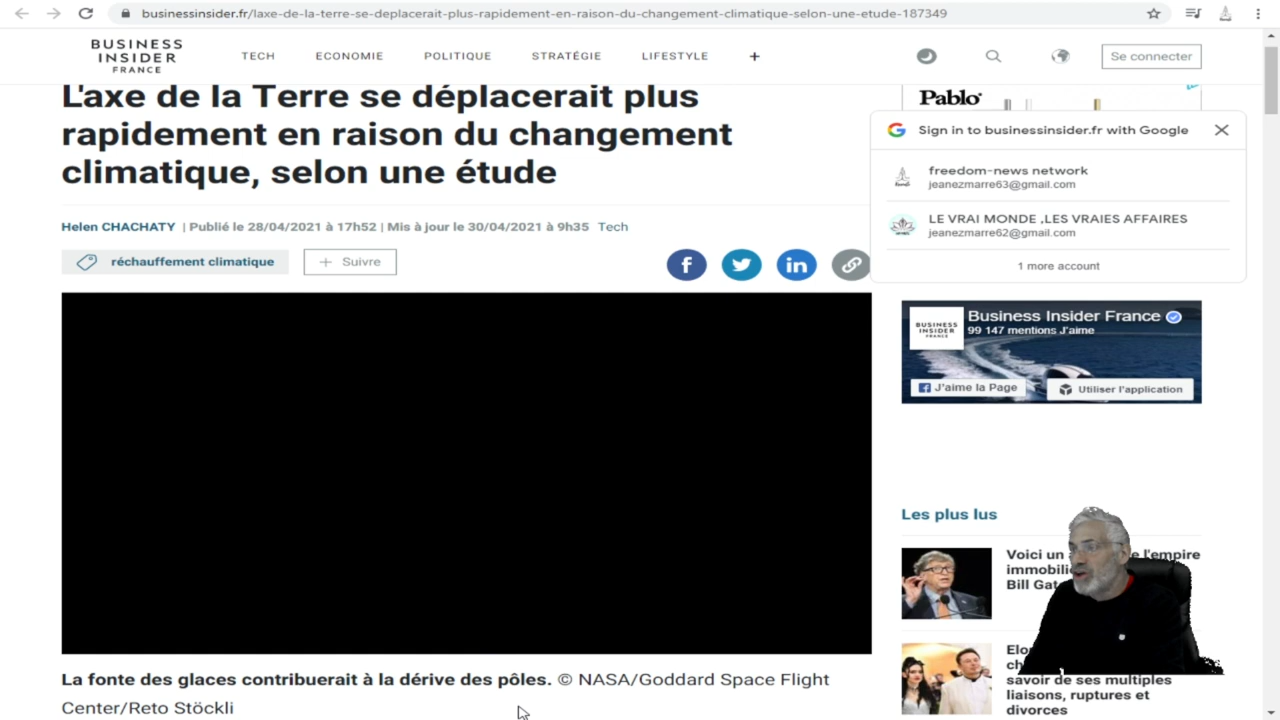 businessinsider.fr/laxe-de-la-terre-se-deplacerait-plus-rapidement-en-raison-du-changement-climatique-selon-une-etude-187349
BUSINESS
INSIDER
FRANCE
TECH
ECONOMIE
POLITIQUE
STRATÉGIE
LIFESTYLE
+
Se connecter
L'axe de la Terre se déplacerait plus
rapidement en raison du changement
climatique, selon une étude
Helen CHACHATY | Publié le 28/04/2021 à 17h52 | Mis à jour le 30/04/2021 à 9h35 Tech
réchauffement climatique
+ Suivre
Pablo
Sign in to businessinsider.fr with Google
freedom-news network
jeanezmarre63@gmail.com
LE VRAI MONDE ,LES VRAIES AFFAIRES
jeanezmarre62@gmail.com
1 more account
BUSINESS
INSIDER
FRANCE
Business Insider France
99 147 mentions J'aime
J'aime la Page
Utiliser l'application
Les plus lus
Voici un l'empire
immobili
Bill Gat
Elo
ch
savoir de ses multiples
liaisons, ruptures et
divorces
La fonte des glaces contribuerait à la dérive des pôles. © NASA/Goddard Space Flight
Center/Reto Stöckli